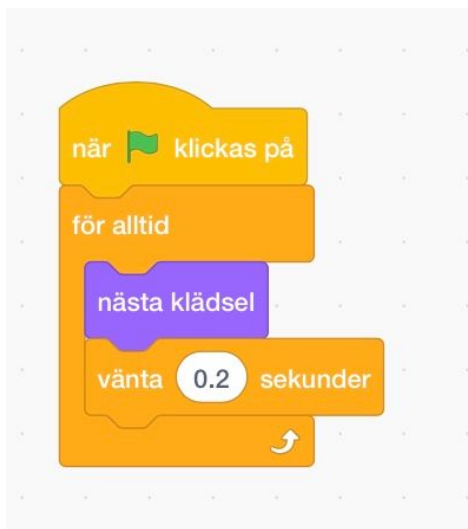 när klickas på
för alltid
nästa klädsel
vänta 0.2 sekunder